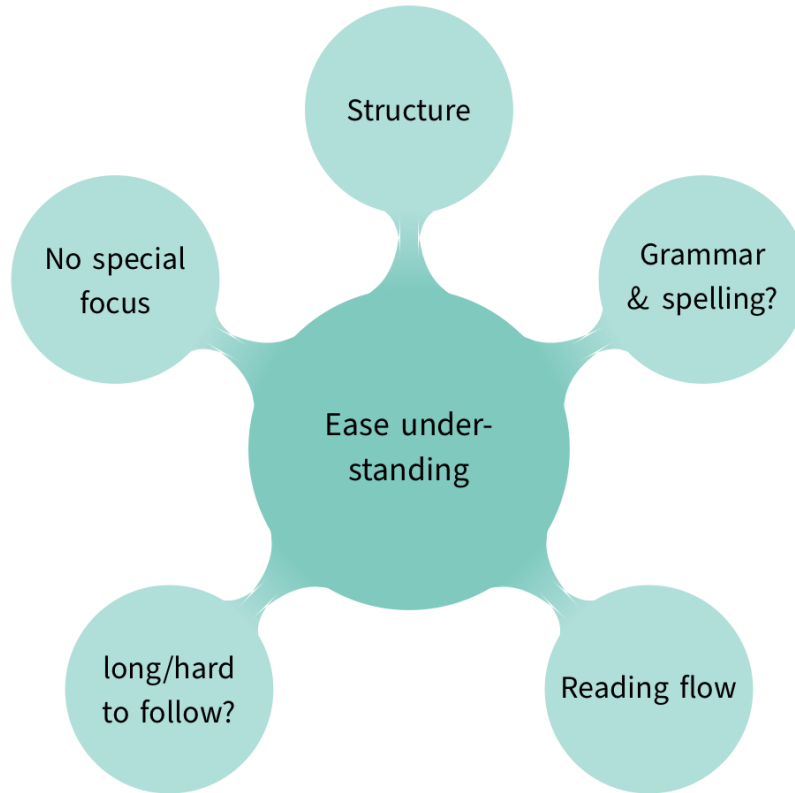 Structure
No special
focus
Grammar
& spelling?
Ease under-
standing
long/hard
to follow?
Reading flow